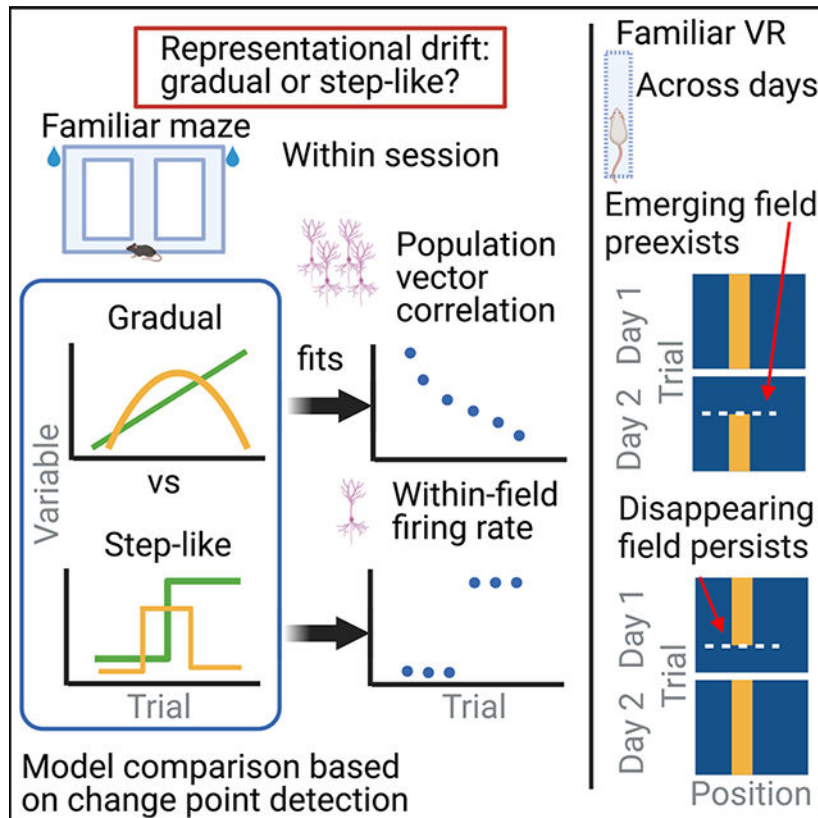 Representational drift:
gradual or step-like?
Familiar maze
Within session
Population
vector
correlation
Gradual
fits
Variable
vs
Step-like
Within-field
firing rate
Trial
Trial
Model comparison based
on change point detection
Familiar VR
Across days
Emerging field
preexists
Day 1
Day 2
Trial
Disappearing
field persists
Day 1
Day 2
Trial
Position